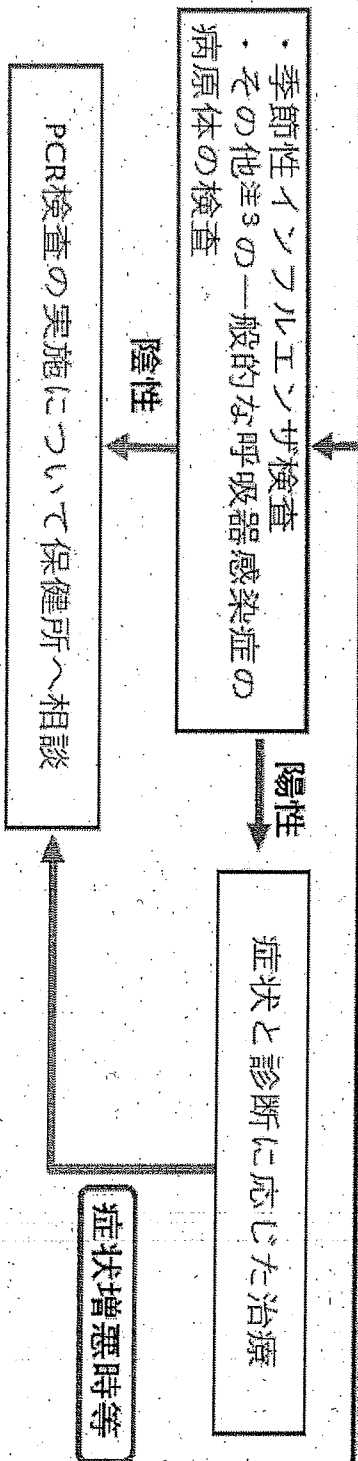 ・季節性インフルエンザ検査
・その他注3の一般的な呼吸器感染症の
病原体の検査
陽性
症状と診断に応じた治療
陰性
症状増悪時等
PCR検査の実施について保健所へ相談